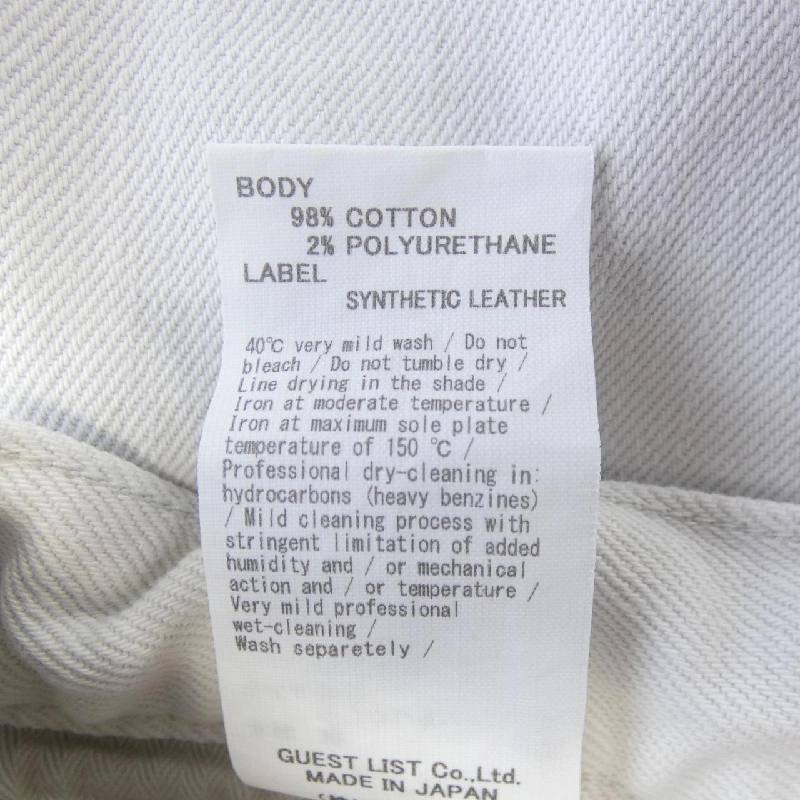 BODY
98% COTTON
2% POLYURETHANE
LABEL
SYNTHETIC LEATHER
40℃ very mild wash / Do not
bleach / Do not tumble dry /
Line drying in the shade /
Iron at moderate temperature /
Iron at maximum sole plate
temperature of 150 ℃ /
Professional dry-cleaning in:
hydrocarbons (heavy benzines)
/ Mild cleaning process with
stringent limitation of added
humidity and / or mechanical
action and / or temperature /
Very mild professional
wet-cleaning /
Wash separetely /
GUEST LIST Co.,Ltd.
MADE IN JAPAN